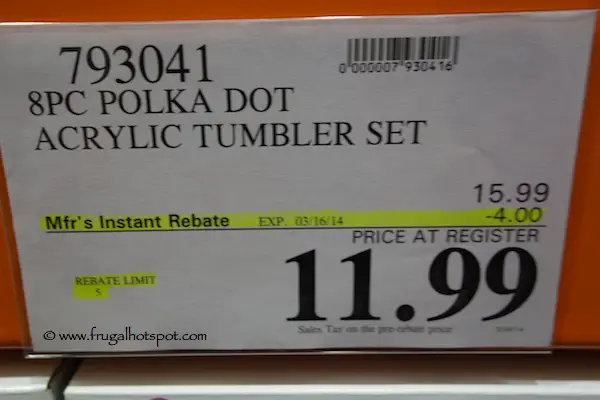 793041
0 000007 930416
8PC POLKA DOT
ACRYLIC TUMBLER SET
15.99
Mfr's Instant Rebate EXP. 03/16/14 -4.00
PRICE AT REGISTER
11.99
REBATE LIMIT
5
Sales Tax on the pre-rebate price
© www.frugalhotspot.com